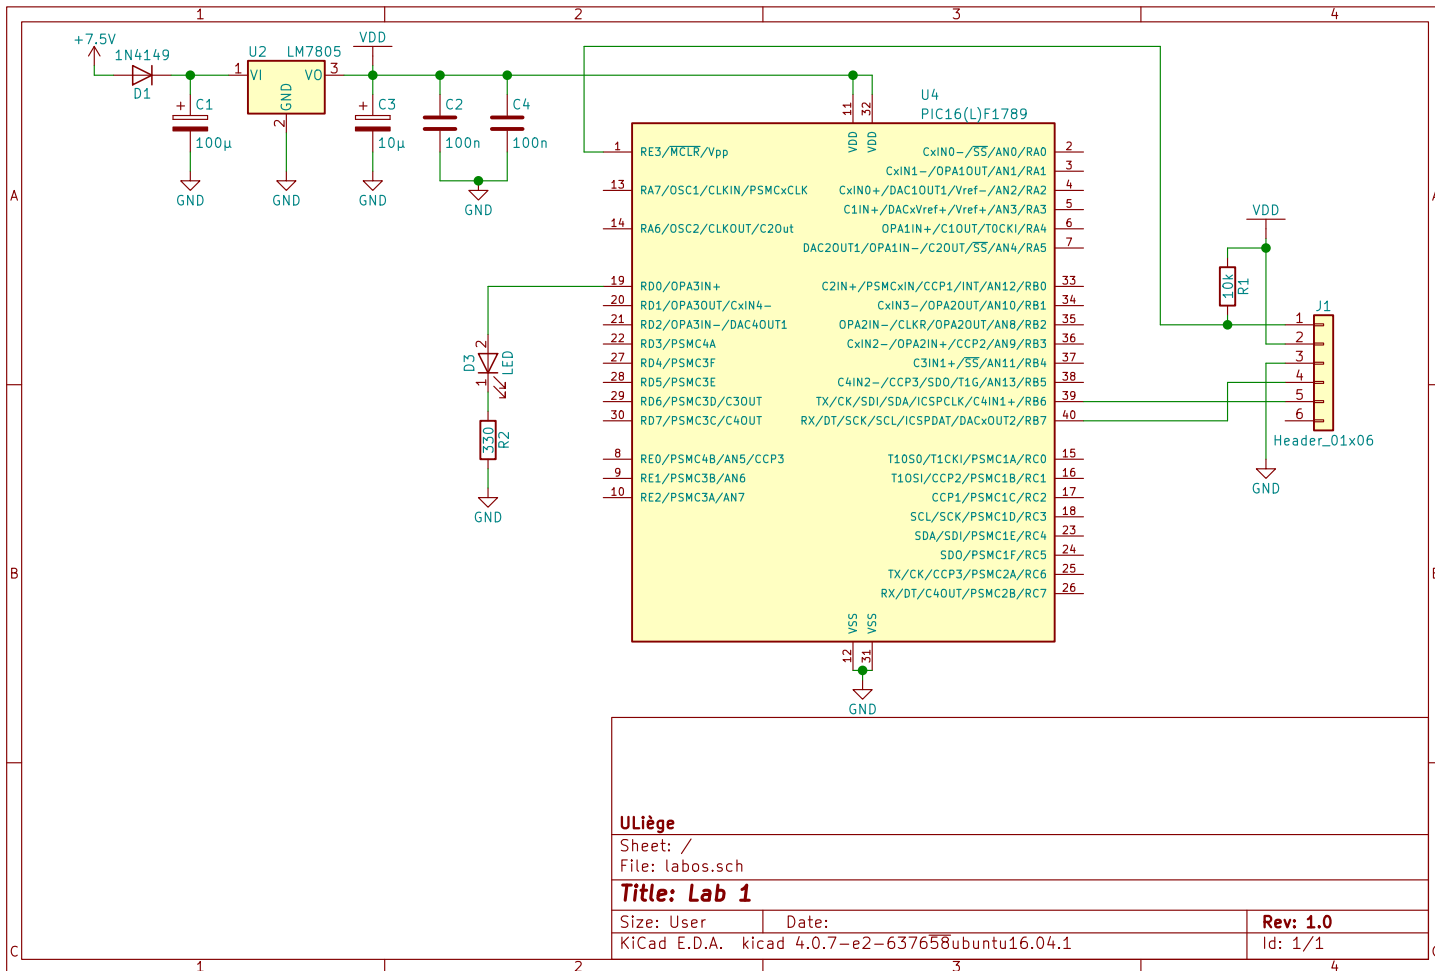 1 2 3 4
+7.5V
1N4149
D1
U2 LM7805
1 VI VO 3
GND
2
VDD
+ C1
100µ
+ C3
10µ
C2
100n
C4
100n
GND
GND
GND
GND
U4
PIC16(L)F1789
11 32
VDD VDD
1 RE3/MCLR/Vpp
13 RA7/OSC1/CLKIN/PSMCxCLK
14 RA6/OSC2/CLKOUT/C2Out
19 RD0/OPA3IN+
20 RD1/OPA3OUT/CxIN4-
21 RD2/OPA3IN-/DAC4OUT1
22 RD3/PSMC4A
27 RD4/PSMC3F
28 RD5/PSMC3E
29 RD6/PSMC3D/C3OUT
30 RD7/PSMC3C/C4OUT
8 RE0/PSMC4B/AN5/CCP3
9 RE1/PSMC3B/AN6
10 RE2/PSMC3A/AN7
CxIN0-/SS/AN0/RA0 2
CxIN1-/OPA1OUT/AN1/RA1 3
CxIN0+/DAC1OUT1/Vref-/AN2/RA2 4
C1IN+/DACxVref+/Vref+/AN3/RA3 5
OPA1IN+/C1OUT/T0CKI/RA4 6
DAC2OUT1/OPA1IN-/C2OUT/SS/AN4/RA5 7
C2IN+/PSMCxIN/CCP1/INT/AN12/RB0 33
CxIN3-/OPA2OUT/AN10/RB1 34
OPA2IN-/CLKR/OPA2OUT/AN8/RB2 35
CxIN2-/OPA2IN+/CCP2/AN9/RB3 36
C3IN1+/SS/AN11/RB4 37
C4IN2-/CCP3/SDO/T1G/AN13/RB5 38
TX/CK/SDI/SDA/ICSPCLK/C4IN1+/RB6 39
RX/DT/SCK/SCL/ICSPDAT/DACxOUT2/RB7 40
T1OSO/T1CKI/PSMC1A/RC0 15
T1OSI/CCP2/PSMC1B/RC1 16
CCP1/PSMC1C/RC2 17
SCL/SCK/PSMC1D/RC3 18
SDA/SDI/PSMC1E/RC4 23
SDO/PSMC1F/RC5 24
TX/CK/CCP3/PSMC2A/RC6 25
RX/DT/C4OUT/PSMC2B/RC7 26
VSS VSS
12 31
GND
D3
2
1
LED
330
R2
GND
VDD
10k
R1
J1
1
2
3
4
5
6
Header_01x06
GND
A A
B B
C C
ULiège
Sheet: /
File: labos.sch
Title: Lab 1
Size: User Date: Rev: 1.0
KiCad E.D.A. kicad 4.0.7-e2-637658ubuntu16.04.1 Id: 1/1
1 2 3 4